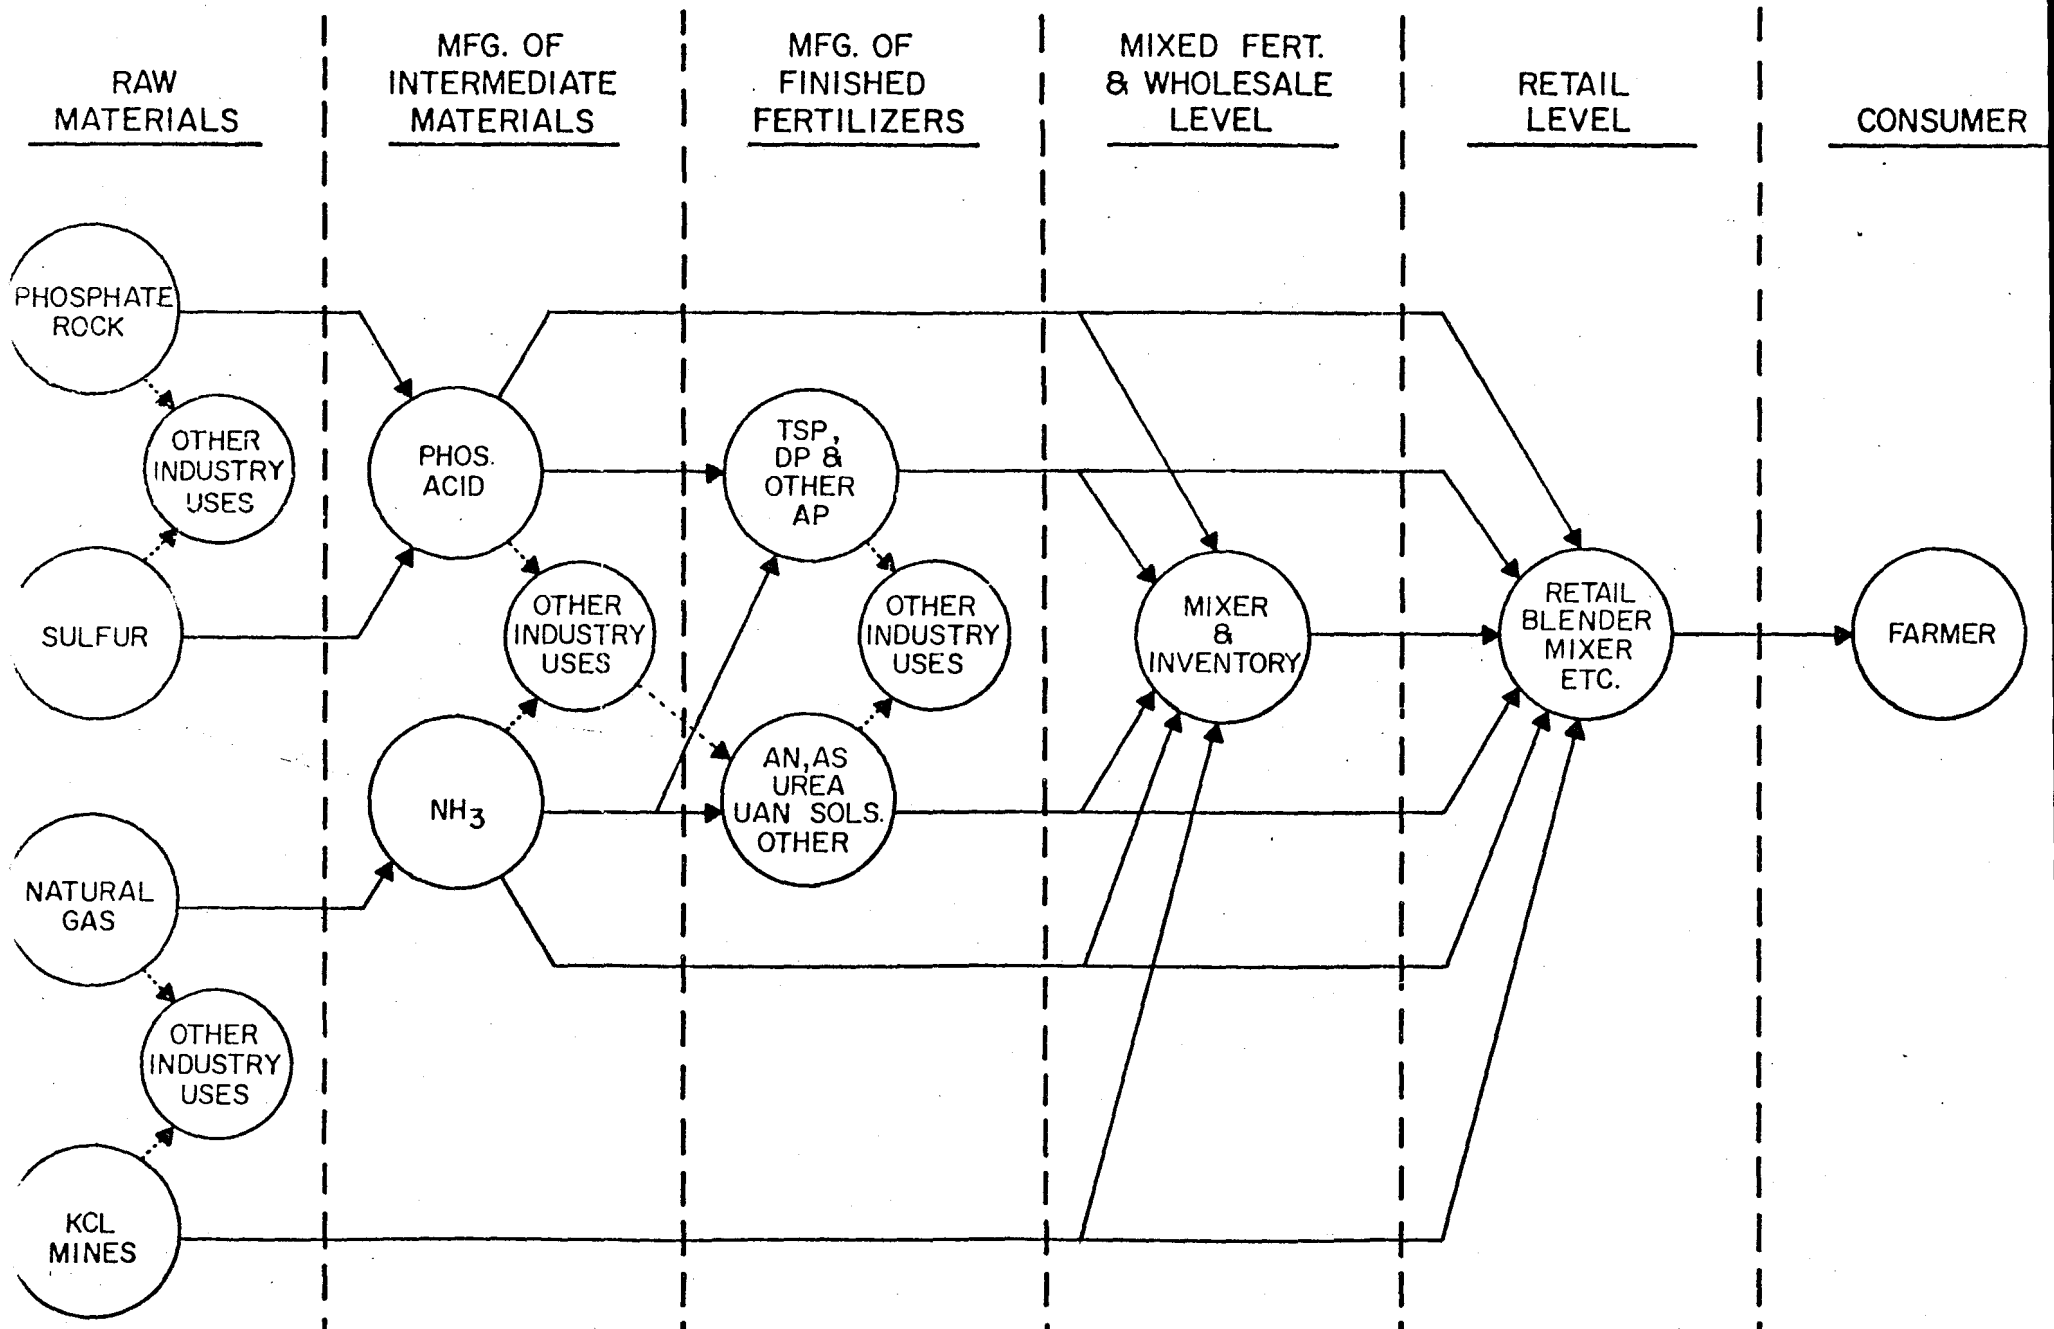 RAW
MATERIALS
MFG. OF
INTERMEDIATE
MATERIALS
MFG. OF
FINISHED
FERTILIZERS
MIXED FERT.
& WHOLESALE
LEVEL
RETAIL
LEVEL
CONSUMER
PHOSPHATE
ROCK
OTHER
INDUSTRY
USES
SULFUR
NATURAL
GAS
OTHER
INDUSTRY
USES
KCL
MINES
PHOS.
ACID
OTHER
INDUSTRY
USES
NH3
TSP,
DP &
OTHER
AP
OTHER
INDUSTRY
USES
AN, AS
UREA
UAN SOLS.
OTHER
MIXER
&
INVENTORY
RETAIL
BLENDER
MIXER
ETC.
FARMER